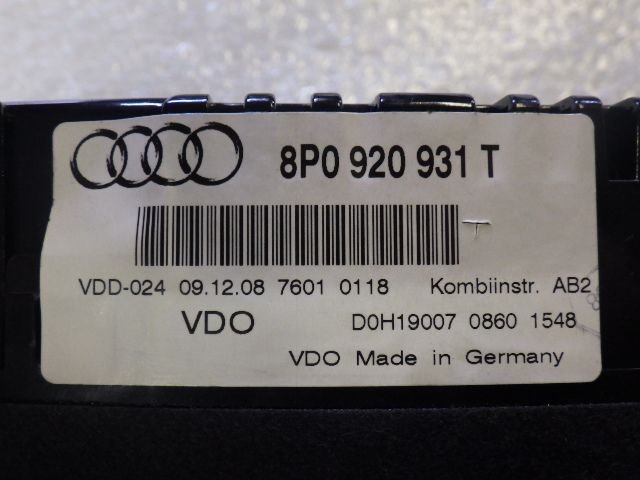 8P0 920 931 T
T
VDD-024 09.12.08 7601 0118 Kombiinstr. AB2
VDO D0H19007 0860 1548
VDO Made in Germany